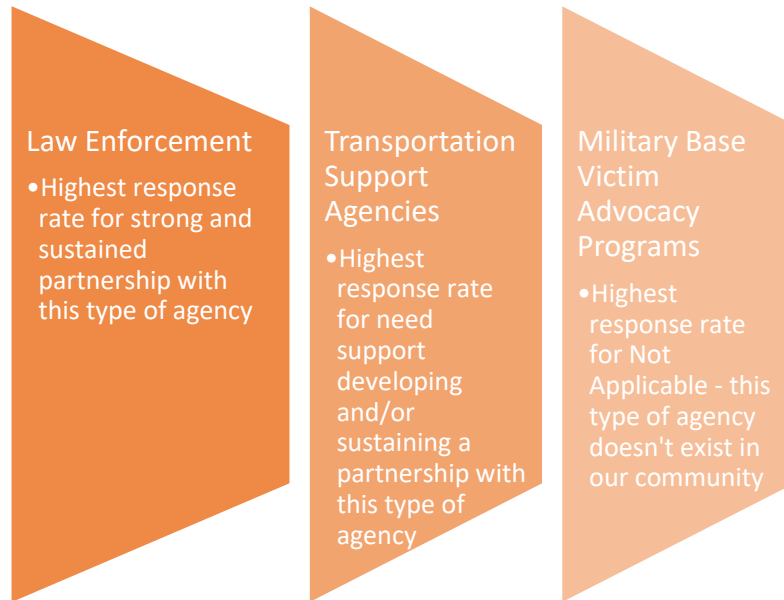 Law Enforcement
•Highest response
rate for strong and
sustained
partnership with
this type of agency
Transportation
Support
Agencies
•Highest
response rate
for need
support
developing
and/or
sustaining a
partnership with
this type of
agency
Military Base
Victim
Advocacy
Programs
•Highest
response rate
for Not
Applicable - this
type of agency
doesn't exist in
our community